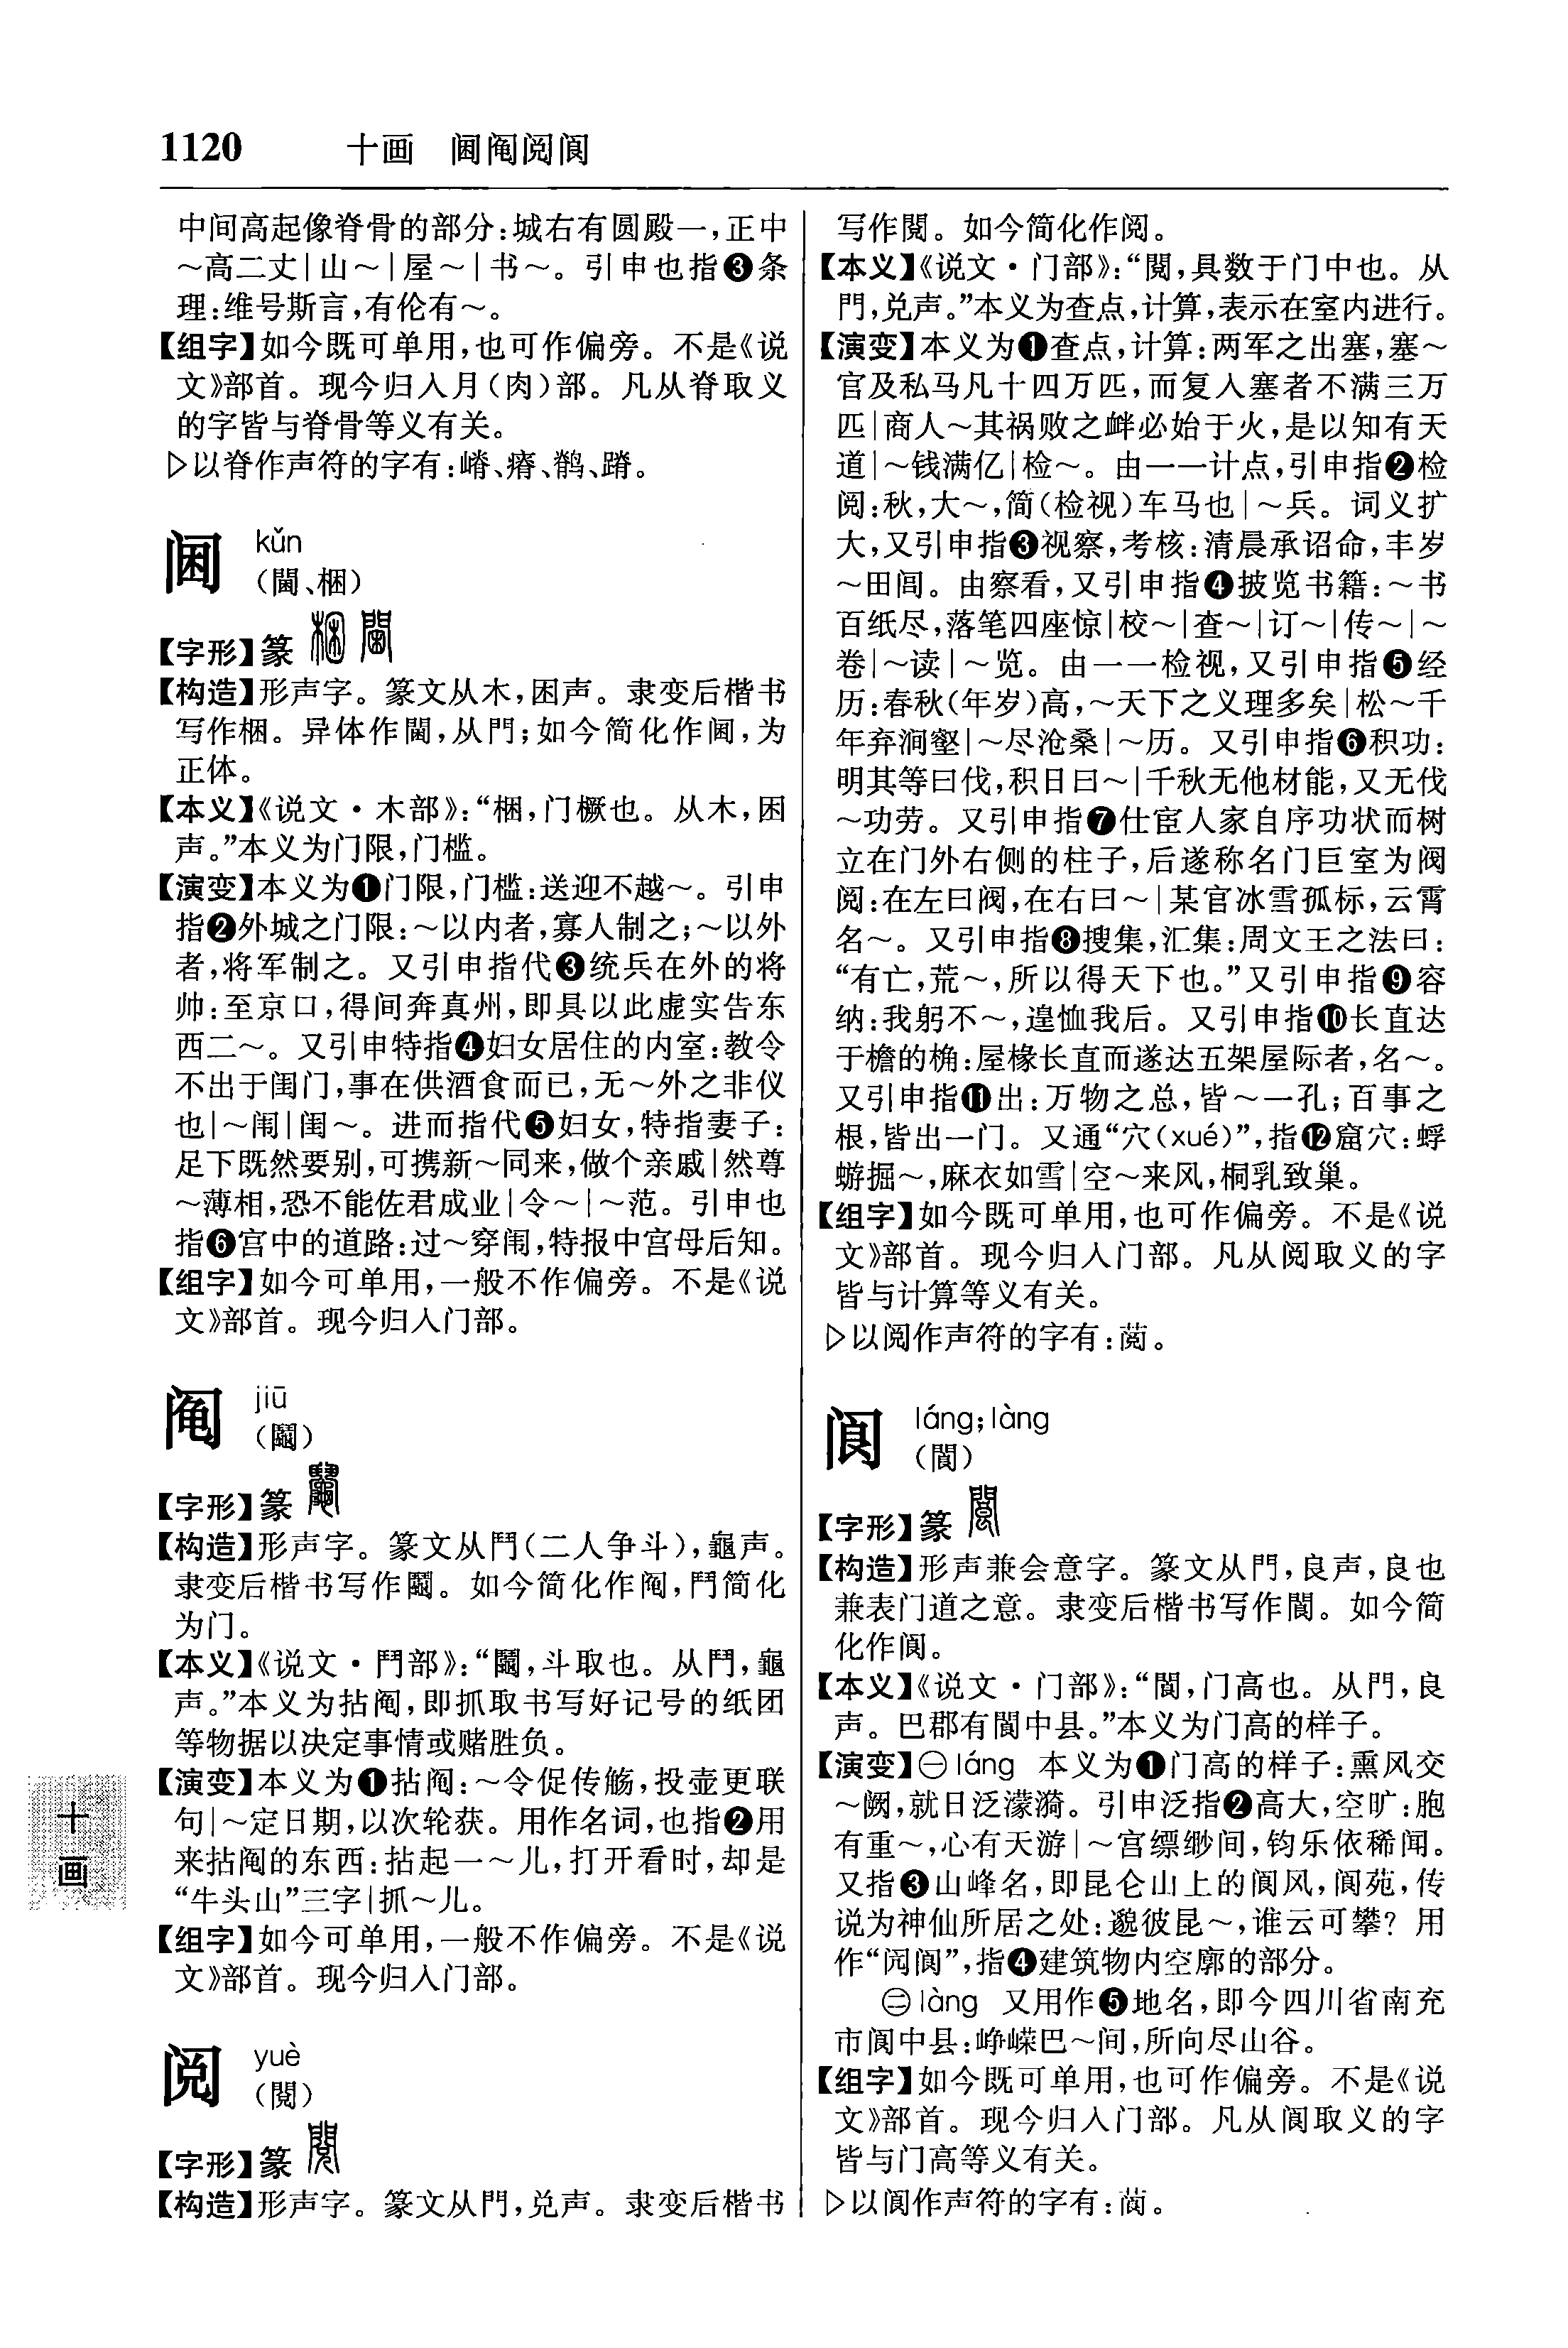 1120 十画 阃阄阅阆
中间高起像脊骨的部分:城右有圆殿一,正中
～高二丈|山～|屋～|书～。引申也指❸条
理:维号斯言,有伦有～。
【组字】如今既可单用,也可作偏旁。不是《说
文》部首。现今归入月(肉)部。凡从脊取义
的字皆与脊骨等义有关。
▷以脊作声符的字有:嵴、瘠、鹡、蹐。
阃 kǔn
(閫、梱)
【字形】篆
【构造】形声字。篆文从木,困声。隶变后楷书
写作梱。异体作閫,从門;如今简化作阃,为
正体。
【本义】《说文·木部》:“梱,门橛也。从木,困
声。”本义为门限,门槛。
【演变】本义为❶门限,门槛:送迎不越～。引申
指❷外城之门限:～以内者,寡人制之;～以外
者,将军制之。又引申指代❸统兵在外的将
帅:至京口,得间奔真州,即具以此虚实告东
西二～。又引申特指❹妇女居住的内室:教令
不出于闺门,事在供酒食而已,无～外之非仪
也|～闱|闺～。进而指代❺妇女,特指妻子:
足下既然要别,可携新～同来,做个亲戚|然尊
～薄相,恐不能佐君成业|令～|～范。引申也
指❻宫中的道路:过～穿闱,特报中宫母后知。
【组字】如今可单用,一般不作偏旁。不是《说
文》部首。现今归入门部。
阄 jiū
(鬮)
【字形】篆
【构造】形声字。篆文从鬥(二人争斗),龜声。
隶变后楷书写作鬮。如今简化作阄,鬥简化
为门。
【本义】《说文·鬥部》:“鬮,斗取也。从鬥,龜
声。”本义为拈阄,即抓取书写好记号的纸团
等物据以决定事情或赌胜负。
【演变】本义为❶拈阄:～令促传觞,投壶更联
句|～定日期,以次轮获。用作名词,也指❷用
来拈阄的东西:拈起一～儿,打开看时,却是
“牛头山”三字|抓～儿。
【组字】如今可单用,一般不作偏旁。不是《说
文》部首。现今归入门部。
阅 yuè
(閲)
【字形】篆
【构造】形声字。篆文从門,兑声。隶变后楷书
写作閲。如今简化作阅。
【本义】《说文·门部》:“閲,具数于门中也。从
門,兑声。”本义为查点,计算,表示在室内进行。
【演变】本义为❶查点,计算:两军之出塞,塞～
官及私马凡十四万匹,而复入塞者不满三万
匹|商人～其祸败之衅必始于火,是以知有天
道|～钱满亿|检～。由一一计点,引申指❷检
阅:秋,大～,简(检视)车马也|～兵。词义扩
大,又引申指❸视察,考核:清晨承诏命,丰岁
～田闾。由察看,又引申指❹披览书籍:～书
百纸尽,落笔四座惊|校～|查～|订～|传～|～
卷|～读|～览。由一一检视,又引申指❺经
历:春秋(年岁)高,～天下之义理多矣|松～千
年弃涧壑|～尽沧桑|～历。又引申指❻积功:
明其等曰伐,积日曰～|千秋无他材能,又无伐
～功劳。又引申指❼仕宦人家自序功状而树
立在门外右侧的柱子,后遂称名门巨室为阀
阅:在左曰阀,在右曰～|某官冰雪孤标,云霄
名～。又引申指❽搜集,汇集:周文王之法曰:
“有亡,荒～,所以得天下也。”又引申指❾容
纳:我躬不～,遑恤我后。又引申指❿长直达
于檐的桷:屋椽长直而遂达五架屋际者,名～。
又引申指⓫出:万物之总,皆～一孔;百事之
根,皆出一门。又通“穴(xué)”,指⓬窟穴:蜉
蝣掘～,麻衣如雪|空～来风,桐乳致巢。
【组字】如今既可单用,也可作偏旁。不是《说
文》部首。现今归入门部。凡从阅取义的字
皆与计算等义有关。
▷以阅作声符的字有:䓲。
阆 láng;làng
(閬)
【字形】篆
【构造】形声兼会意字。篆文从門,良声,良也
兼表门道之意。隶变后楷书写作閬。如今简
化作阆。
【本义】《说文·门部》:“閬,门高也。从門,良
声。巴郡有閬中县。”本义为门高的样子。
【演变】㊀láng 本义为❶门高的样子:熏风交
～阙,就日泛濛漪。引申泛指❷高大,空旷:胞
有重～,心有天游|～宫缥缈间,钧乐依稀闻。
又指❸山峰名,即昆仑山上的阆风,阆苑,传
说为神仙所居之处:邈彼昆～,谁云可攀?用
作“闶阆”,指❹建筑物内空廓的部分。
㊁làng 又用作❺地名,即今四川省南充
市阆中县:峥嵘巴～间,所向尽山谷。
【组字】如今既可单用,也可作偏旁。不是《说
文》部首。现今归入门部。凡从阆取义的字
皆与门高等义有关。
▷以阆作声符的字有:蒗。
十
画